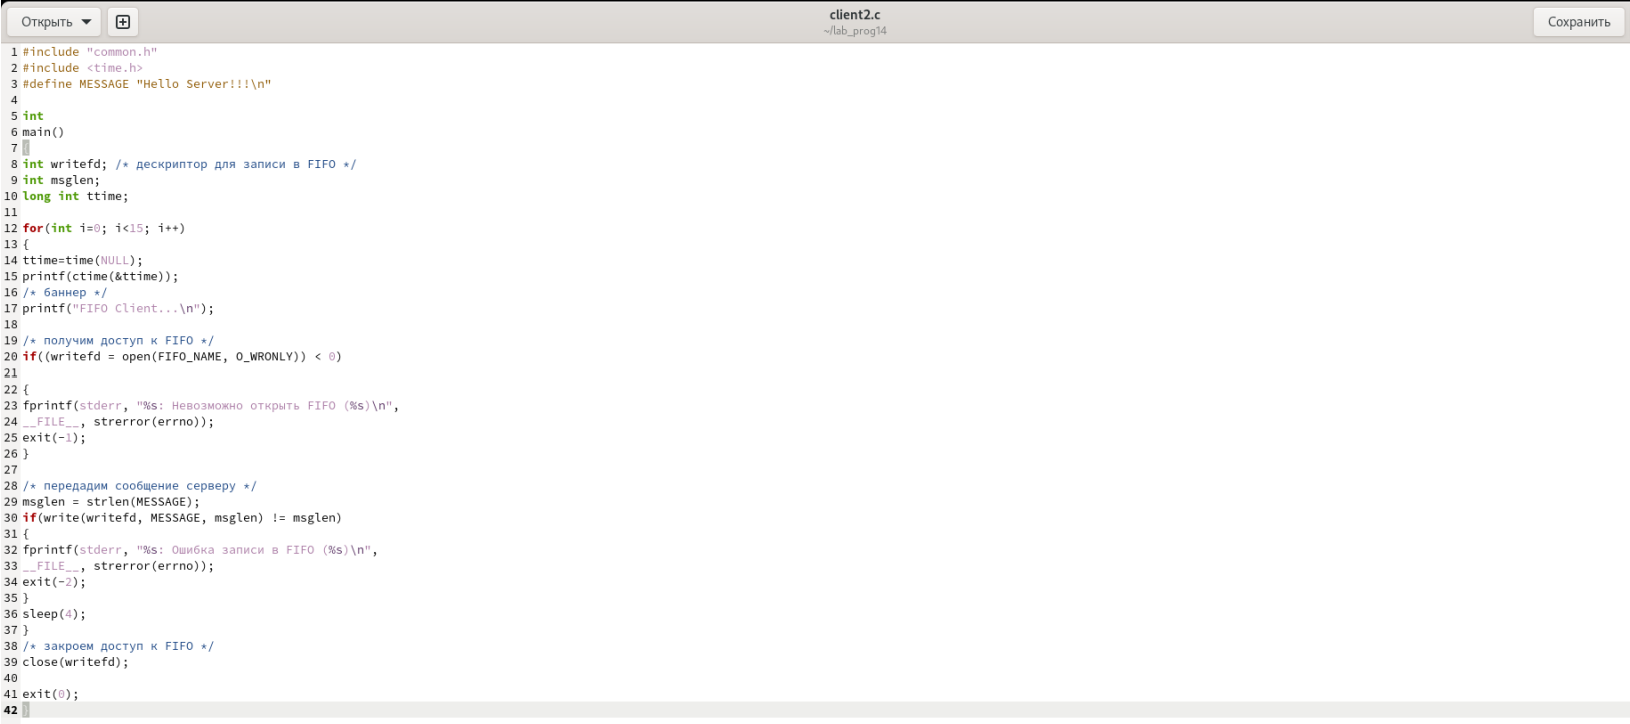 Открыть
client2.c
~/lab_prog14
Сохранить
1 #include "common.h"
2 #include <time.h>
3 #define MESSAGE "Hello Server!!!\n"
4
5 int
6 main()
7 {
8 int writefd; /* дескриптор для записи в FIFO */
9 int msglen;
10 long int ttime;
11
12 for(int i=0; i<15; i++)
13 {
14 ttime=time(NULL);
15 printf(ctime(&ttime));
16 /* баннер */
17 printf("FIFO Client...\n");
18
19 /* получим доступ к FIFO */
20 if((writefd = open(FIFO_NAME, O_WRONLY)) < 0)
21
22 {
23 fprintf(stderr, "%s: Невозможно открыть FIFO (%s)\n",
24 __FILE__, strerror(errno));
25 exit(-1);
26 }
27
28 /* передадим сообщение серверу */
29 msglen = strlen(MESSAGE);
30 if(write(writefd, MESSAGE, msglen) != msglen)
31 {
32 fprintf(stderr, "%s: Ошибка записи в FIFO (%s)\n",
33 __FILE__, strerror(errno));
34 exit(-2);
35 }
36 sleep(4);
37 }
38 /* закроем доступ к FIFO */
39 close(writefd);
40
41 exit(0);
42 }